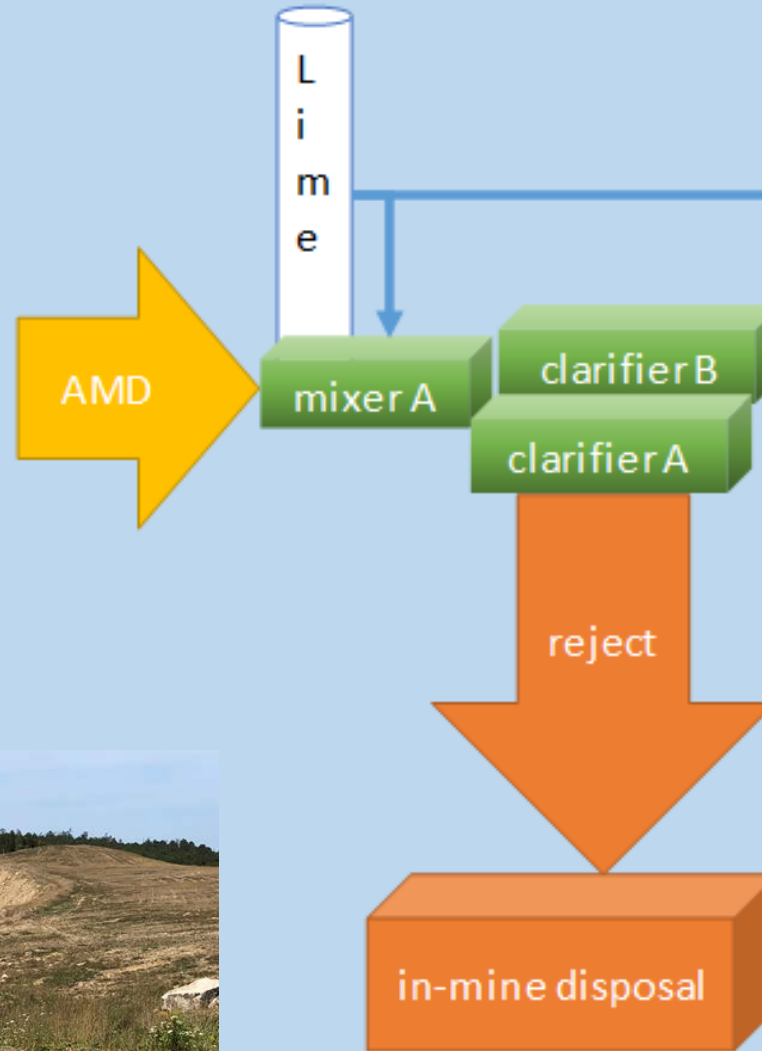 L
i
m
e
AMD
mixer A
clarifier B
clarifier A
reject
in-mine disposal